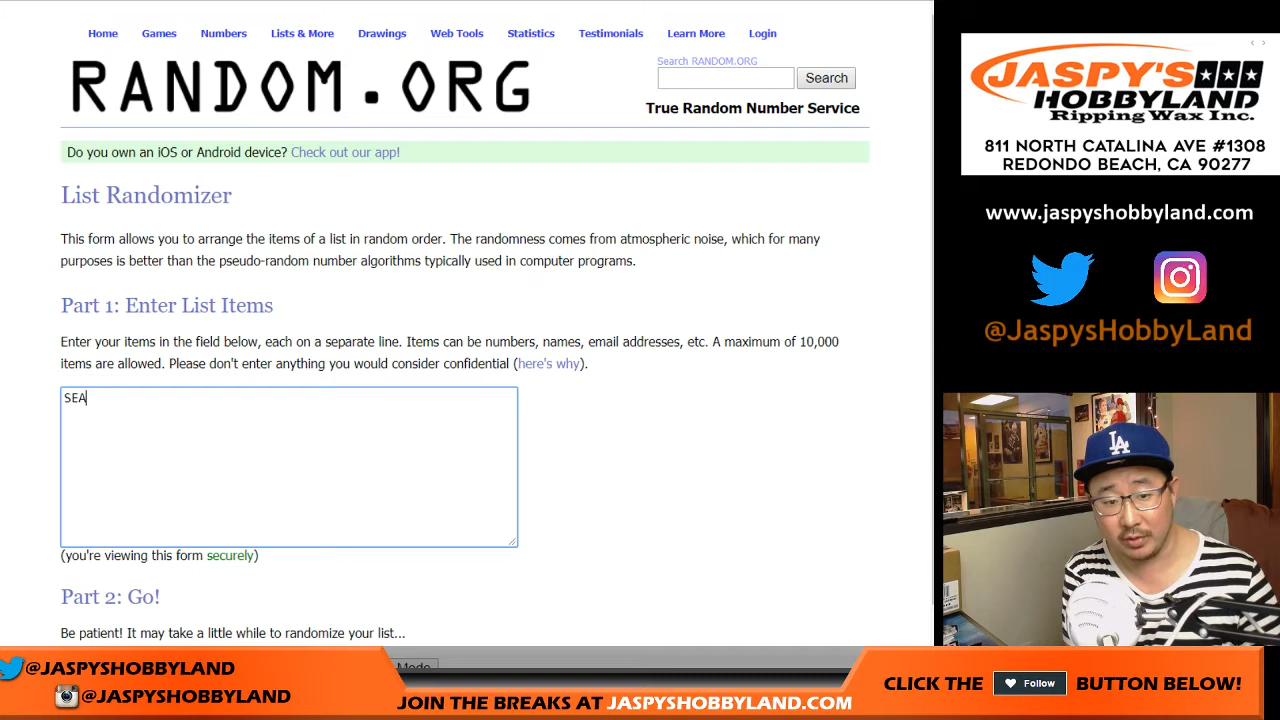 Home Games Numbers Lists & More Drawings Web Tools Statistics Testimonials Learn More Login
RANDOM.ORG
Search RANDOM.ORG
Search
True Random Number Service
Do you own an iOS or Android device? Check out our app!
List Randomizer
This form allows you to arrange the items of a list in random order. The randomness comes from atmospheric noise, which for many
purposes is better than the pseudo-random number algorithms typically used in computer programs.
Part 1: Enter List Items
Enter your items in the field below, each on a separate line. Items can be numbers, names, email addresses, etc. A maximum of 10,000
items are allowed. Please don't enter anything you would consider confidential (here's why).
SEA
(you're viewing this form securely)
Part 2: Go!
Be patient! It may take a little while to randomize your list...
Mode
JASPY'S
HOBBYLAND
Ripping Wax Inc.
811 NORTH CATALINA AVE #1308
REDONDO BEACH, CA 90277
www.jaspyshobbyland.com
@JaspysHobbyLand
LA
@JASPYSHOBBYLAND
@JASPYSHOBBYLAND
JOIN THE BREAKS AT JASPYSHOBBYLAND.COM
CLICK THE Follow BUTTON BELOW!